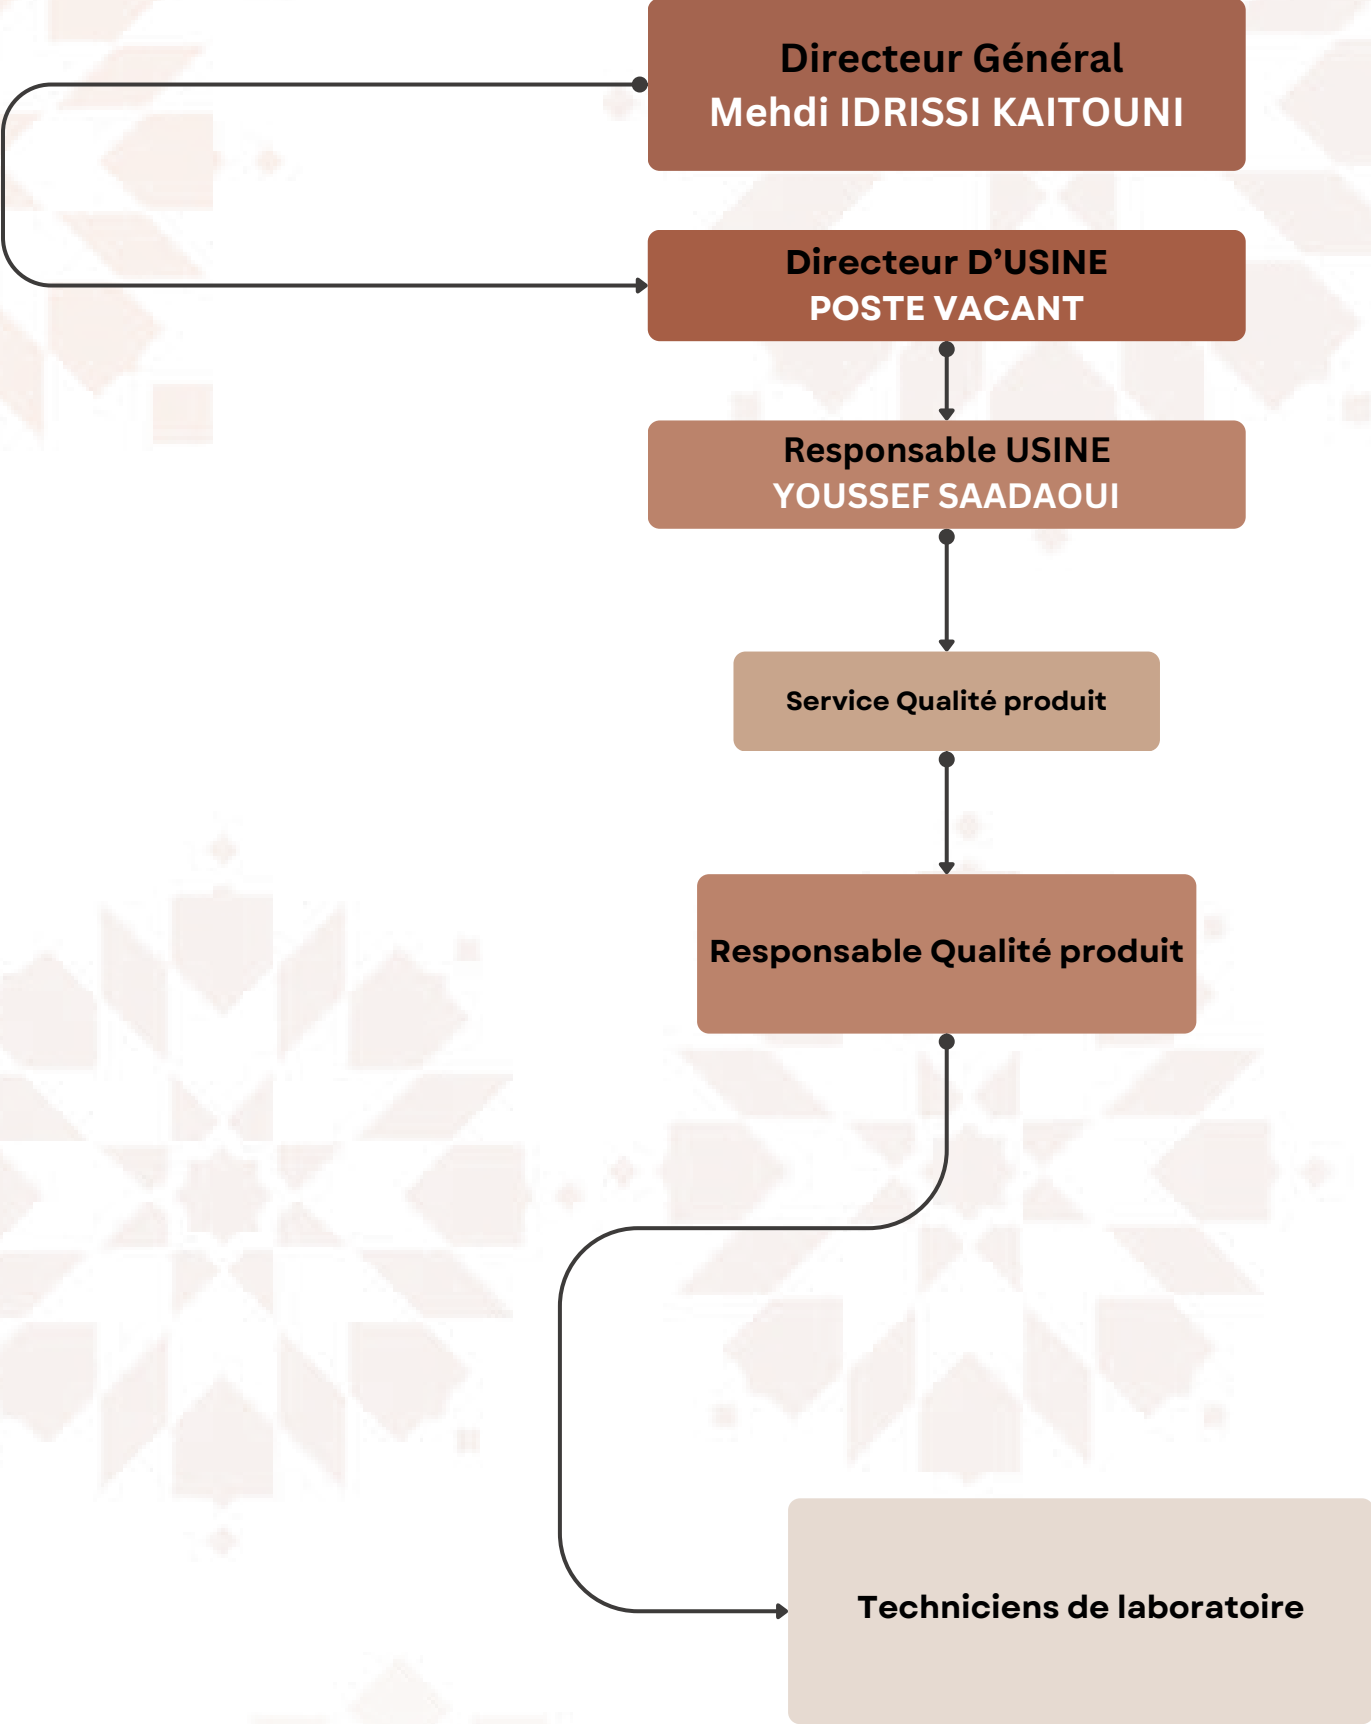 Directeur Général
Mehdi IDRISSI KAITOUNI
Directeur D’USINE
POSTE VACANT
Responsable USINE
YOUSSEF SAADAOUI
Service Qualité produit
Responsable Qualité produit
Techniciens de laboratoire